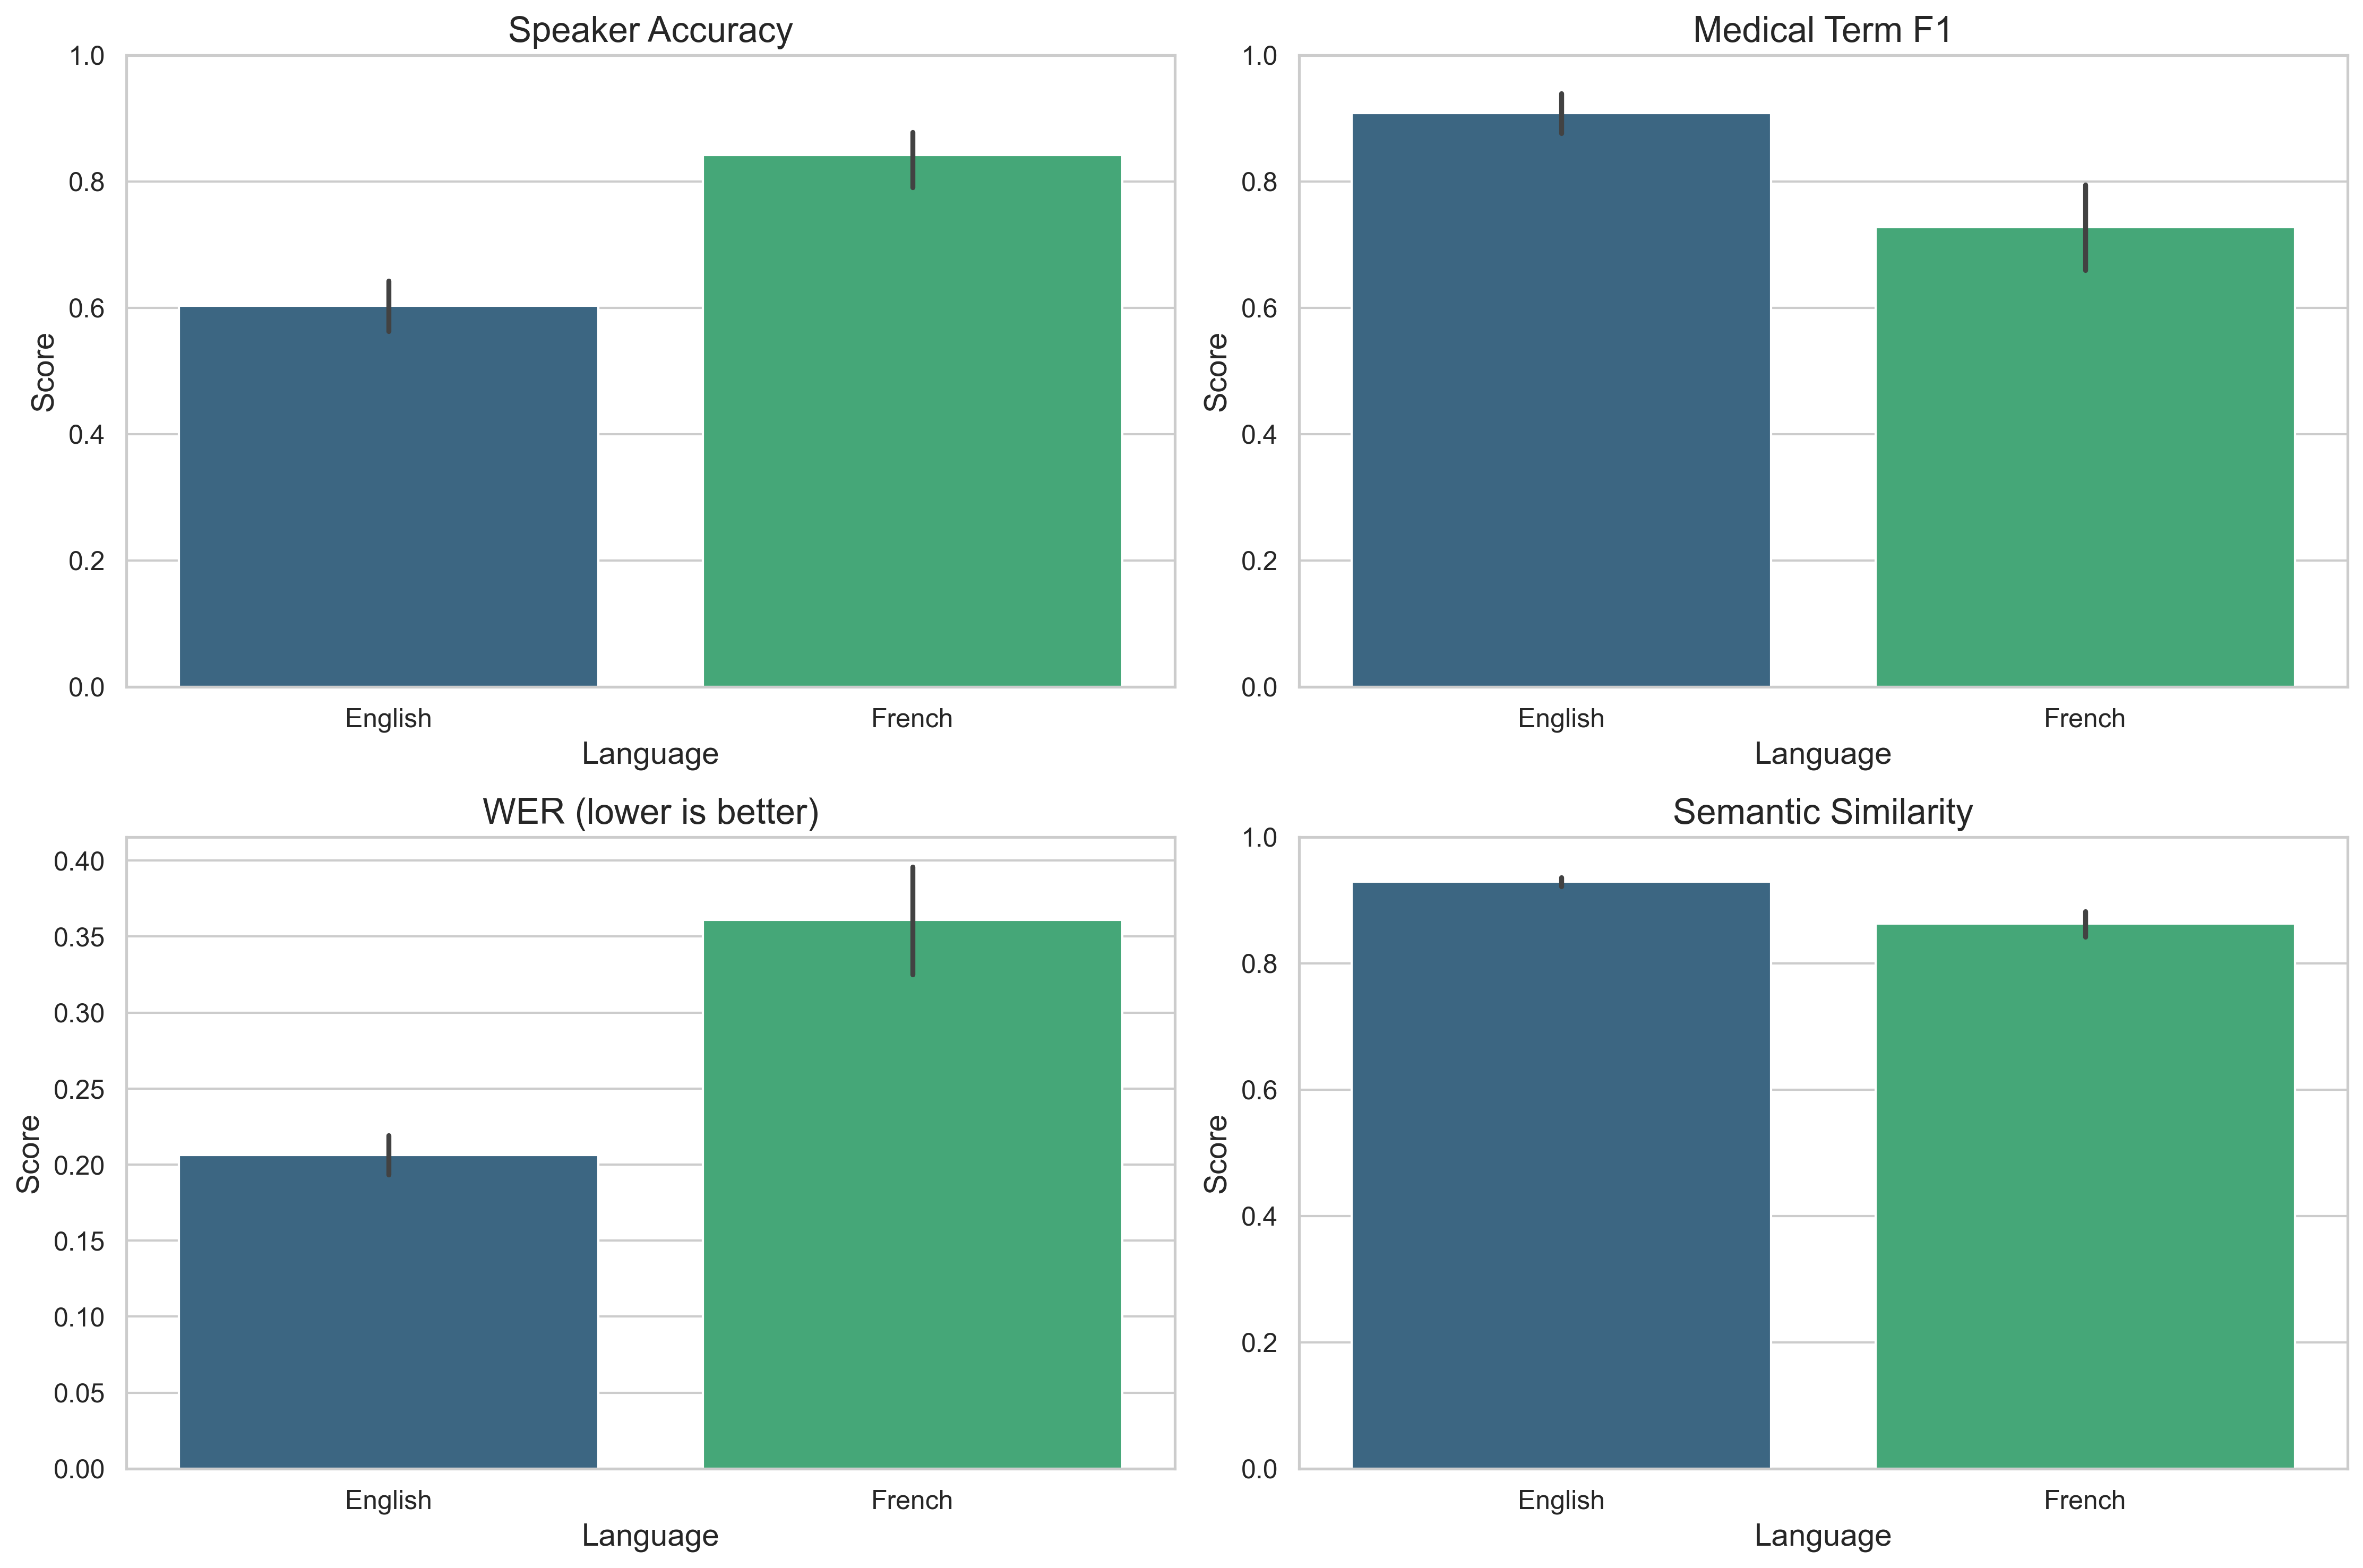 Speaker Accuracy
1.0
0.8
0.6
0.4
0.2
0.0
Score
English French
Language
Medical Term F1
1.0
0.8
0.6
0.4
0.2
0.0
Score
English French
Language
WER (lower is better)
0.40
0.35
0.30
0.25
0.20
0.15
0.10
0.05
0.00
Score
English French
Language
Semantic Similarity
1.0
0.8
0.6
0.4
0.2
0.0
Score
English French
Language